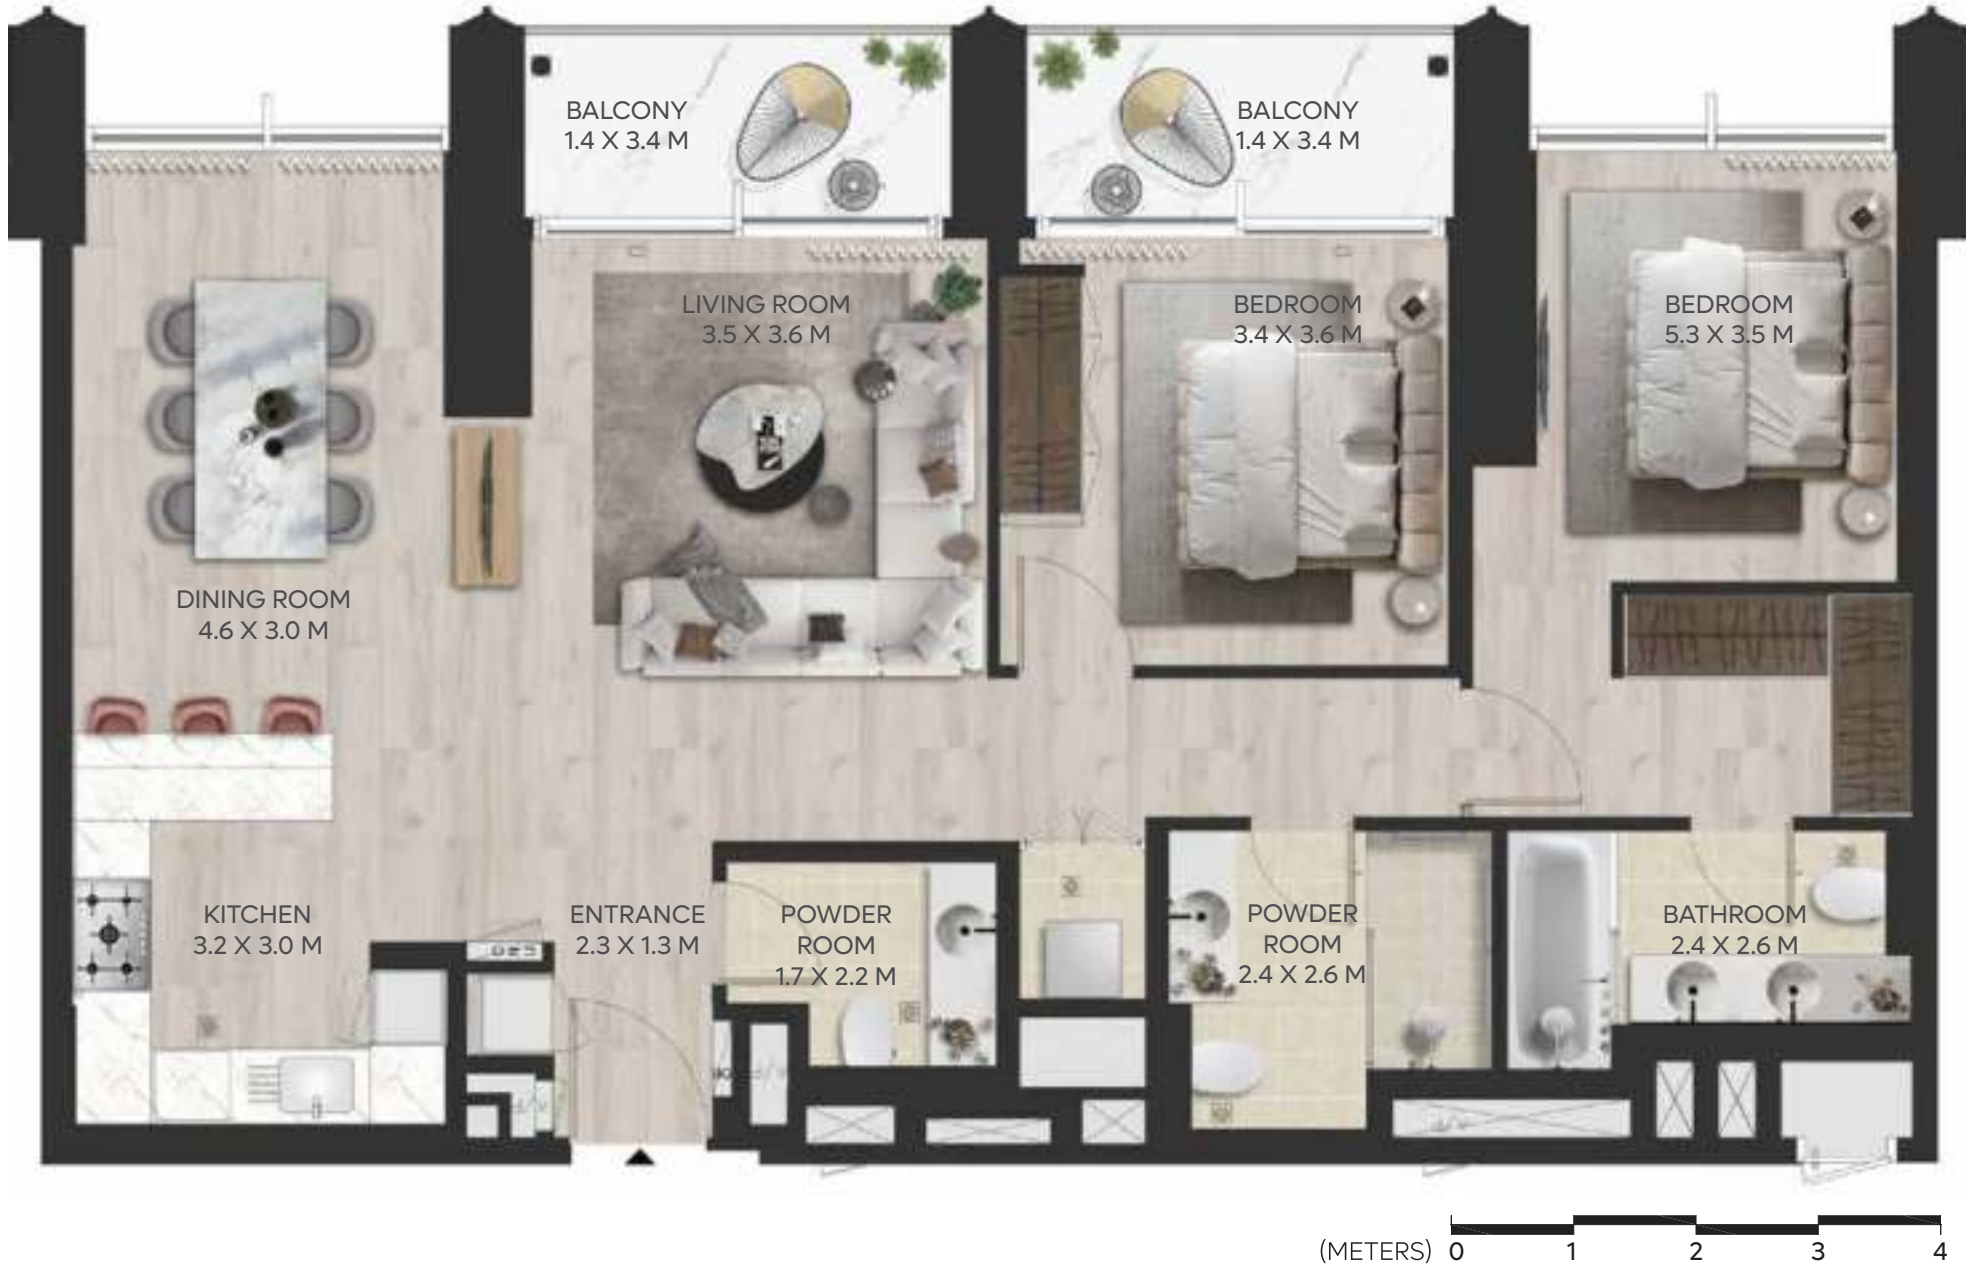 BALCONY
1.4 X 3.4 M
BALCONY
1.4 X 3.4 M
LIVING ROOM
3.5 X 3.6 M
BEDROOM
3.4 X 3.6 M
BEDROOM
5.3 X 3.5 M
DINING ROOM
4.6 X 3.0 M
KITCHEN
3.2 X 3.0 M
ENTRANCE
2.3 X 1.3 M
POWDER
ROOM
1.7 X 2.2 M
POWDER
ROOM
2.4 X 2.6 M
BATHROOM
2.4 X 2.6 M
(METERS) 0 1 2 3 4